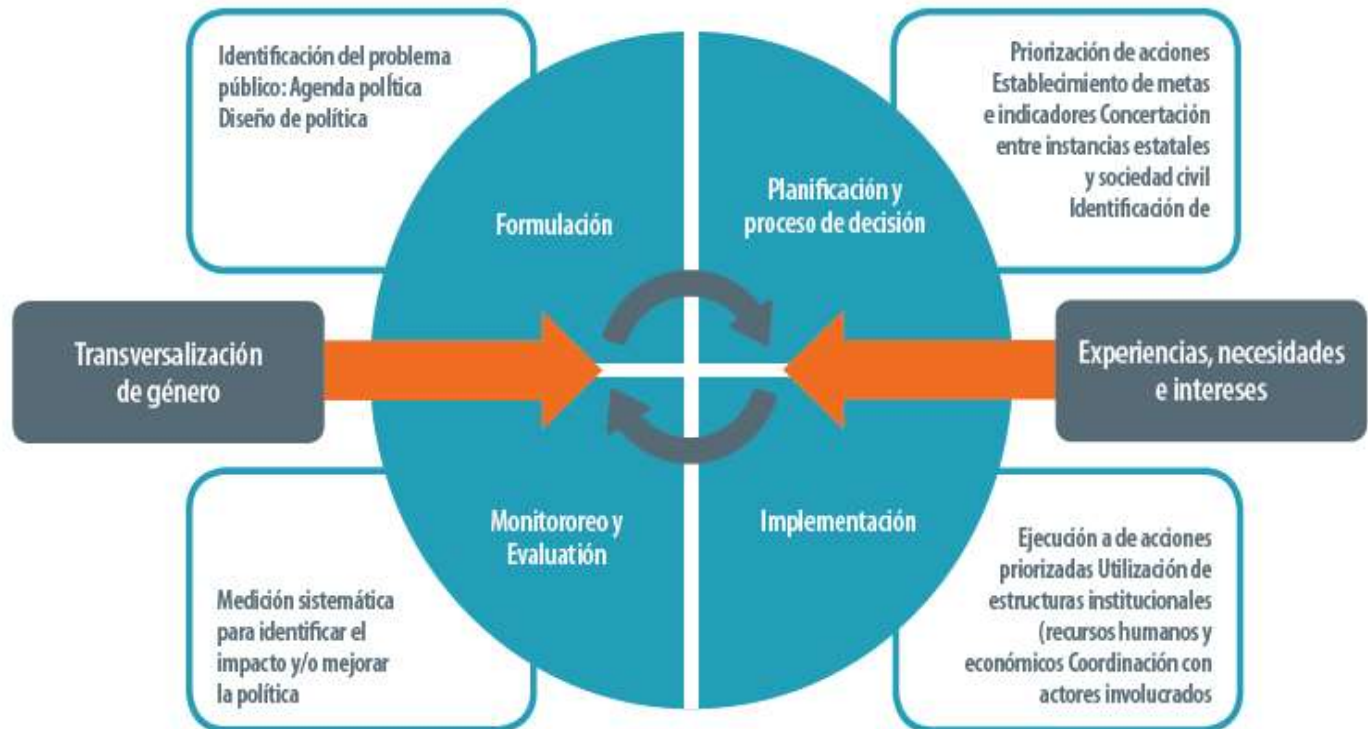 Identificación del problema
público: Agenda política
Diseño de política
Priorización de acciones
Establecimiento de metas
e indicadores Concertación
entre instancias estatales
y sociedad civil
Identificación de
Formulación
Planificación y
proceso de decisión
Transversalización
de género
Experiencias, necesidades
e intereses
Monitororeo y
Evaluatión
Implementación
Medición sistemática
para identificar el
impacto y/o mejorar
la política
Ejecución a de acciones
priorizadas Utilización de
estructuras institucionales
(recursos humanos y
económicos Coordinación con
actores involucrados